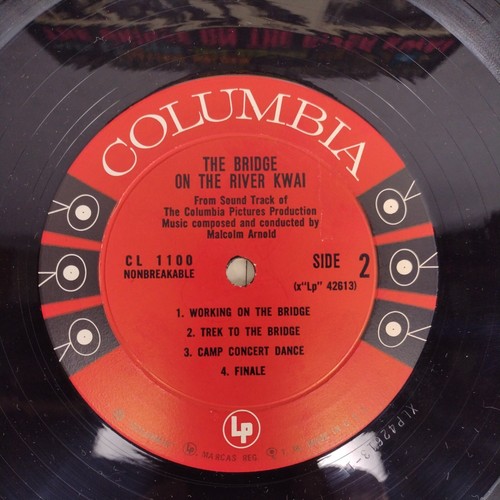 COLUMBIA
THE BRIDGE
ON THE RIVER KWAI
From Sound Track of
The Columbia Pictures Production
Music composed and conducted by
Malcolm Arnold
CL 1100
NONBREAKABLE
SIDE 2
(x"Lp" 42613)
1. WORKING ON THE BRIDGE
2. TREK TO THE BRIDGE
3. CAMP CONCERT DANCE
4. FINALE
LP
MARCAS REG.